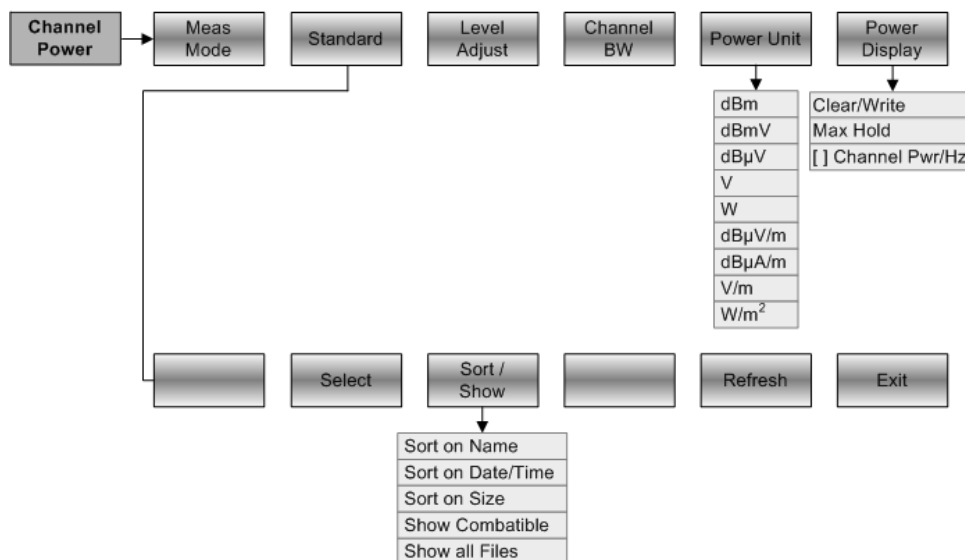 Channel
Power
Meas
Mode
Standard
Level
Adjust
Channel
BW
Power Unit
Power
Display
dBm
dBmV
dBµV
V
W
dBµV/m
dBµA/m
V/m
W/m²
Clear/Write
Max Hold
[ ] Channel Pwr/Hz
Select
Sort /
Show
Refresh
Exit
Sort on Name
Sort on Date/Time
Sort on Size
Show Combatible
Show all Files